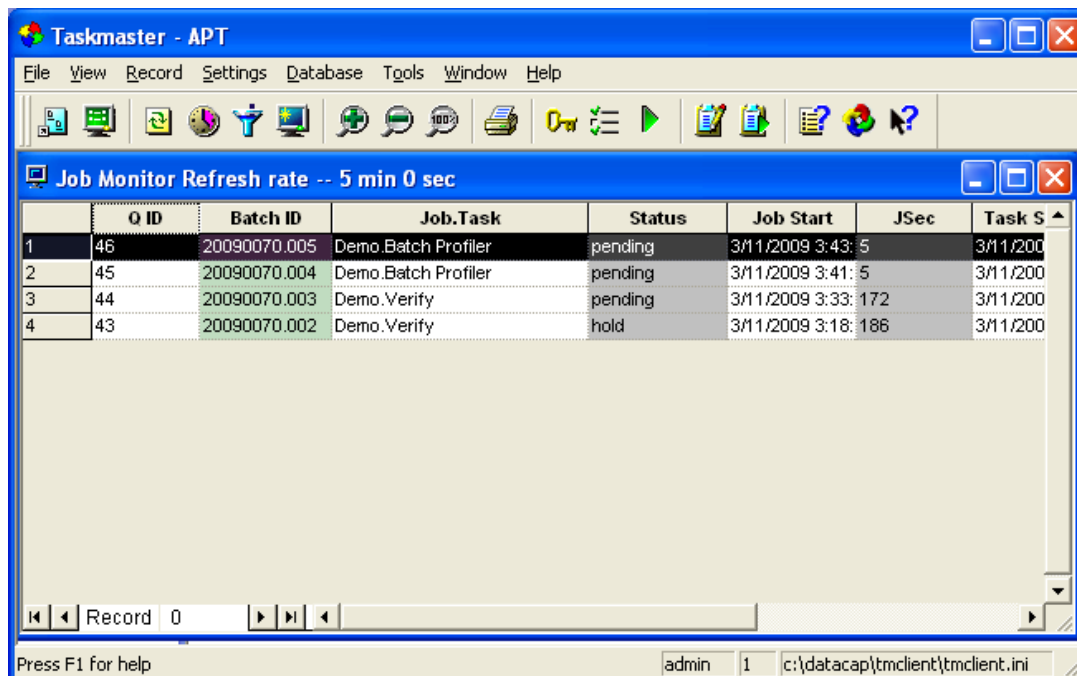 Taskmaster - APT
File View Record Settings Database Tools Window Help
100%
Job Monitor Refresh rate -- 5 min 0 sec
Q ID Batch ID Job.Task Status Job Start JSec Task S
1 46 20090070.005 Demo.Batch Profiler pending 3/11/2009 3:43: 5 3/11/200
2 45 20090070.004 Demo.Batch Profiler pending 3/11/2009 3:41: 5 3/11/200
3 44 20090070.003 Demo.Verify pending 3/11/2009 3:33: 172 3/11/200
4 43 20090070.002 Demo.Verify hold 3/11/2009 3:18: 186 3/11/200
Record 0
Press F1 for help admin 1 c:\datacap\tmclient\tmclient.ini